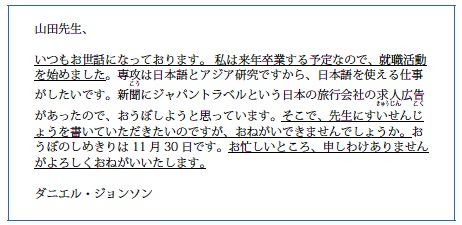 山田先生、
いつもお世話になっております。私は来年卒業する予定なので、就職活動
を始めました。専攻は日本語とアジア研究ですから、日本語を使える仕事
がしたいです。新聞にジャパントラベルという日本の旅行会社の求人広告
があったので、おうぼしようと思っています。そこで、先生にすいせんじ
ょうを書いていただきたいのですが、おねがいできませんでしょうか。お
うぼのしめきりは 11 月 30 日です。お忙しいところ、申しわけありません
がよろしくおねがいいたします。
ダニエル・ジョンソン